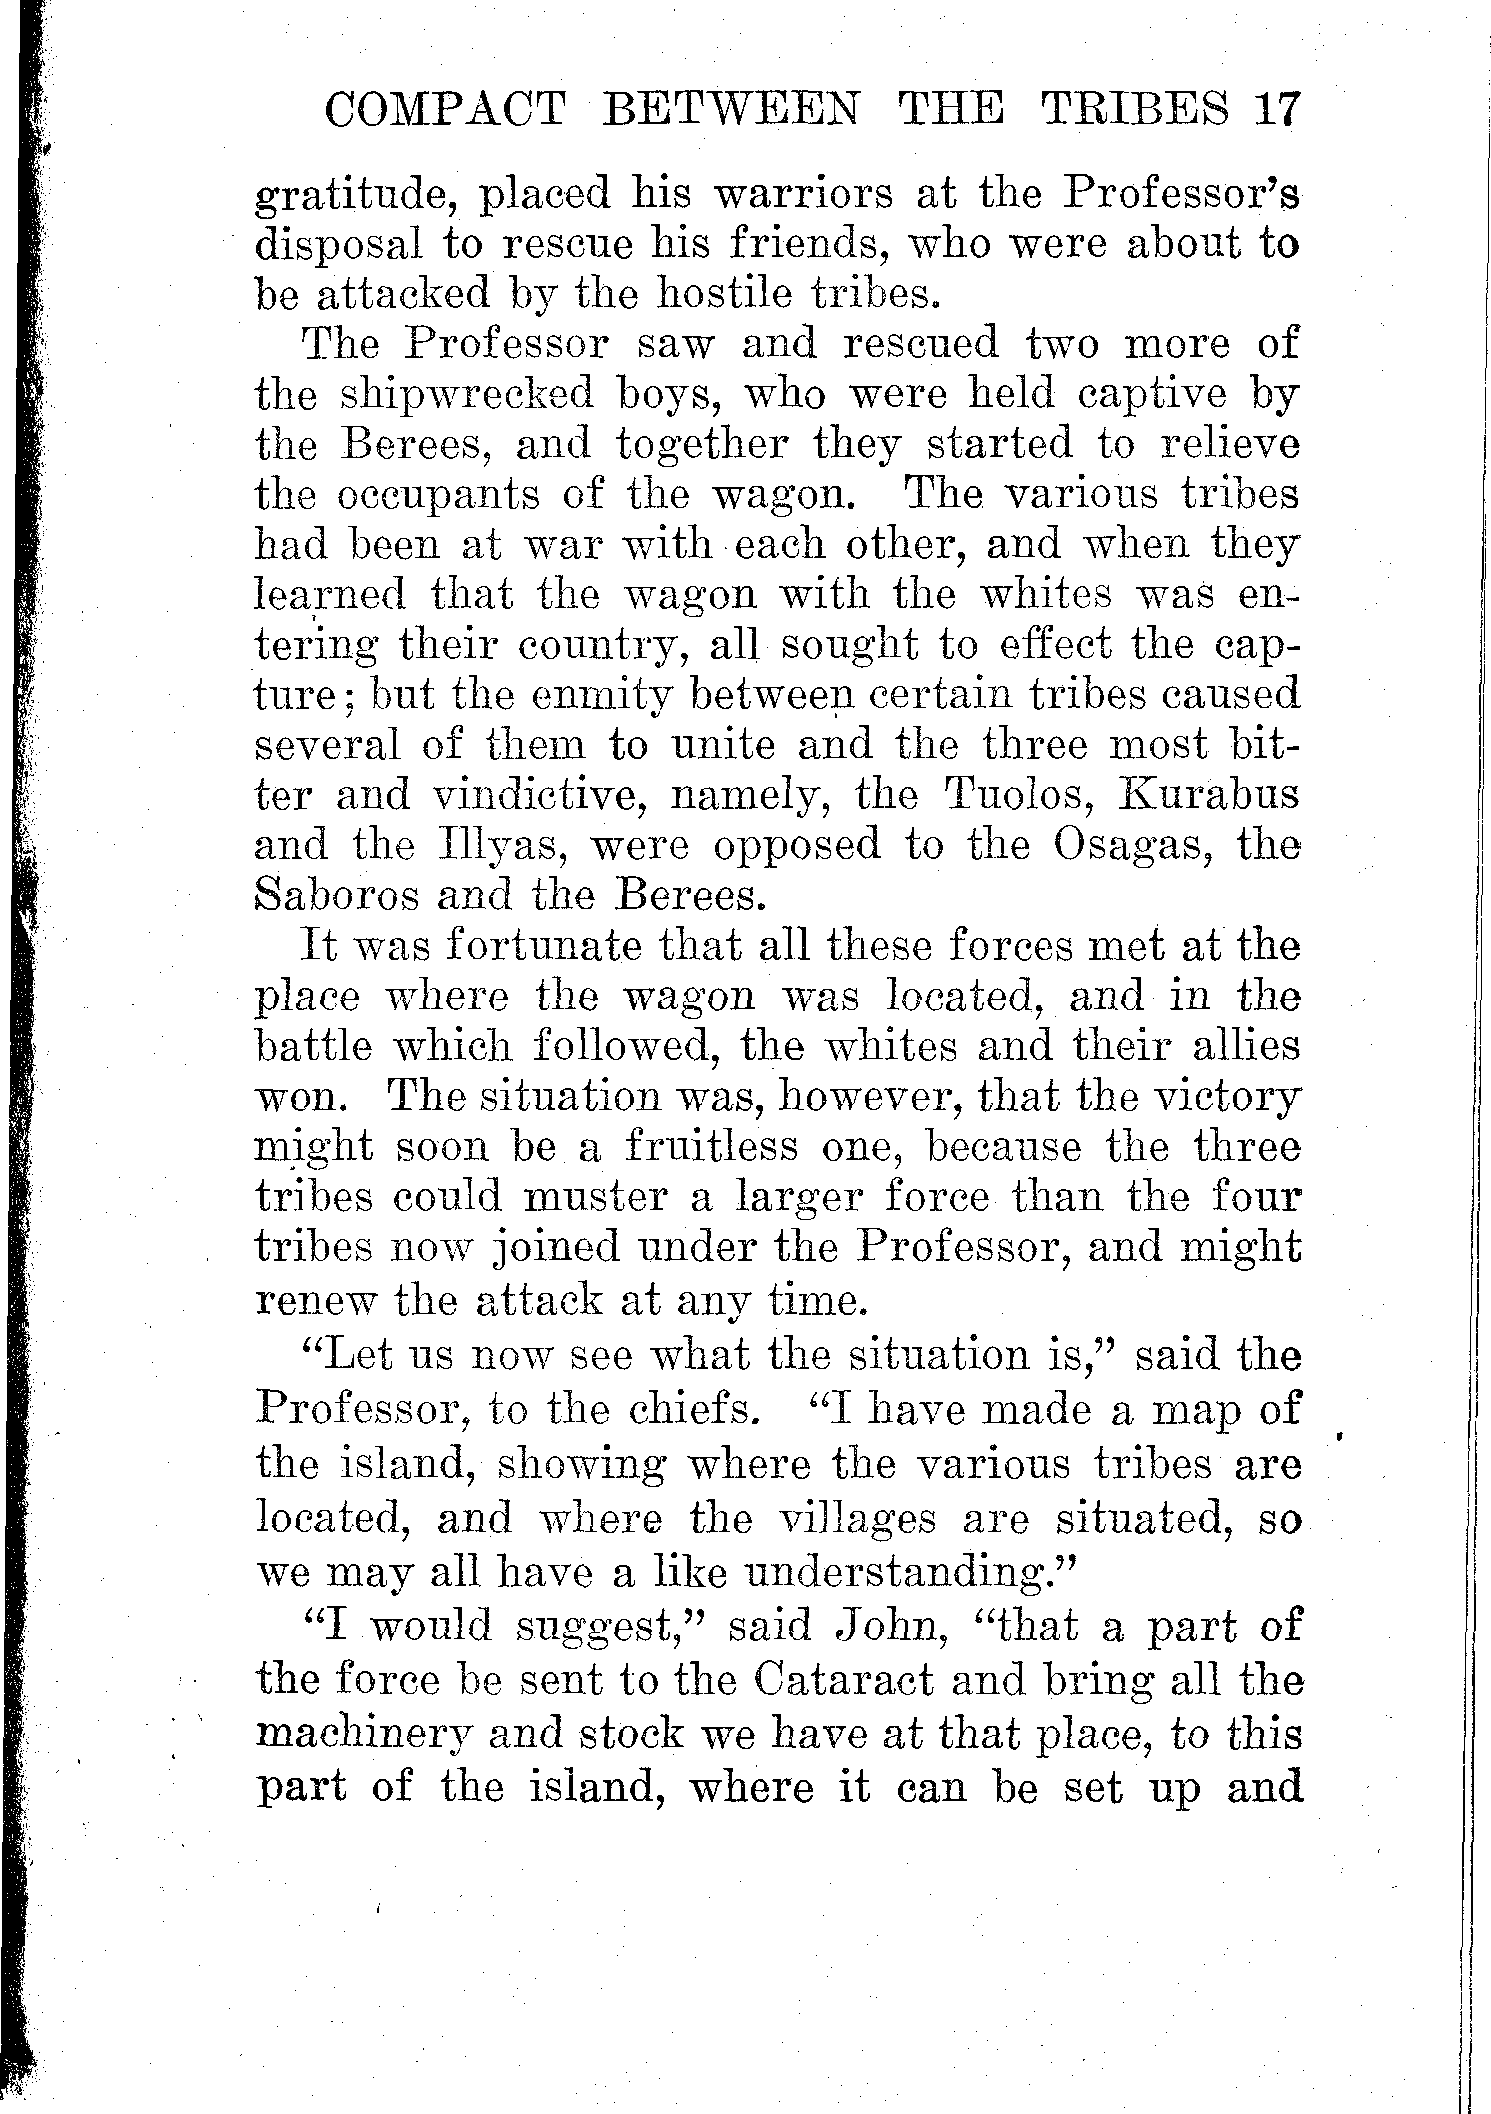 COMPACT BETWEEN THE TRIBES 17
gratitude, placed his warriors at the Professor's
disposal to rescue his friends, who were about to
be attacked by the hostile tribes.
The Professor saw and rescued two more of
the shipwrecked boys, who were held captive by
the Berees, and together they started to relieve
the occupants of the wagon. The various tribes
had been at war with each other, and when they
learned that the wagon with the whites was en-
tering their country, all sought to effect the cap-
ture; but the enmity between certain tribes caused
several of them to unite and the three most bit-
ter and vindictive, namely, the Tuolos, Kurabus
and the Illyas, were opposed to the Osagas, the
Saboros and the Berees.
It was fortunate that all these forces met at the
place where the wagon was located, and in the
battle which followed, the whites and their allies
won. The situation was, however, that the victory
might soon be a fruitless one, because the three
tribes could muster a larger force than the four
tribes now joined under the Professor, and might
renew the attack at any time.
"Let us now see what the situation is," said the
Professor, to the chiefs. "I have made a map of
the island, showing where the various tribes are
located, and where the villages are situated, so
we may all have a like understanding."
"I would suggest," said John, "that a part of
the force be sent to the Cataract and bring all the
machinery and stock we have at that place, to this
part of the island, where it can be set up and